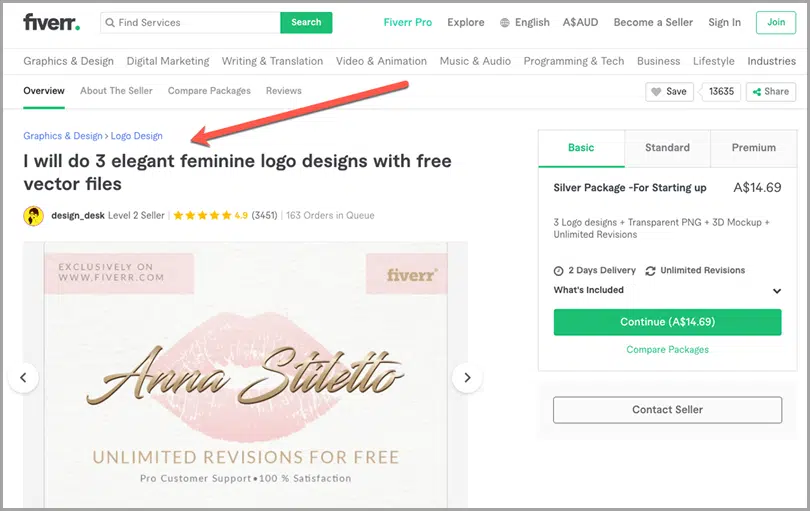 fiverr. Find Services Search Fiverr Pro Explore English A$AUD Become a Seller Sign In Join
Graphics & Design Digital Marketing Writing & Translation Video & Animation Music & Audio Programming & Tech Business Lifestyle Industries
Overview About The Seller Compare Packages Reviews Save 13635 Share
Graphics & Design › Logo Design
I will do 3 elegant feminine logo designs with free
vector files
design_desk Level 2 Seller 4.9 (3451) 163 Orders in Queue
EXCLUSIVELY ON
WWW.FIVERR.COM
fiverr®
Anna Stiletto
UNLIMITED REVISIONS FOR FREE
Pro Customer Support•100 % Satisfaction
Basic Standard Premium
Silver Package -For Starting up A$14.69
3 Logo designs + Transparent PNG + 3D Mockup +
Unlimited Revisions
2 Days Delivery Unlimited Revisions
What's Included
Continue (A$14.69)
Compare Packages
Contact Seller